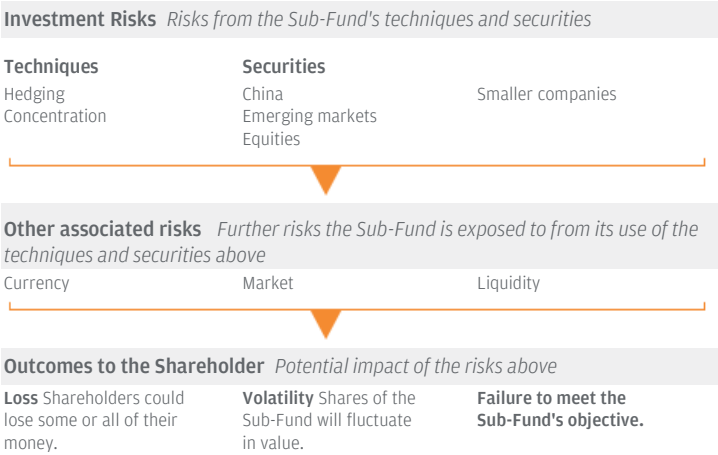 Investment Risks Risks from the Sub-Fund's techniques and securities
Techniques
Hedging
Concentration
Securities
China
Emerging markets
Equities
Smaller companies
Other associated risks Further risks the Sub-Fund is exposed to from its use of the
techniques and securities above
Currency
Market
Liquidity
Outcomes to the Shareholder Potential impact of the risks above
Loss Shareholders could
lose some or all of their
money.
Volatility Shares of the
Sub-Fund will fluctuate
in value.
Failure to meet the
Sub-Fund's objective.